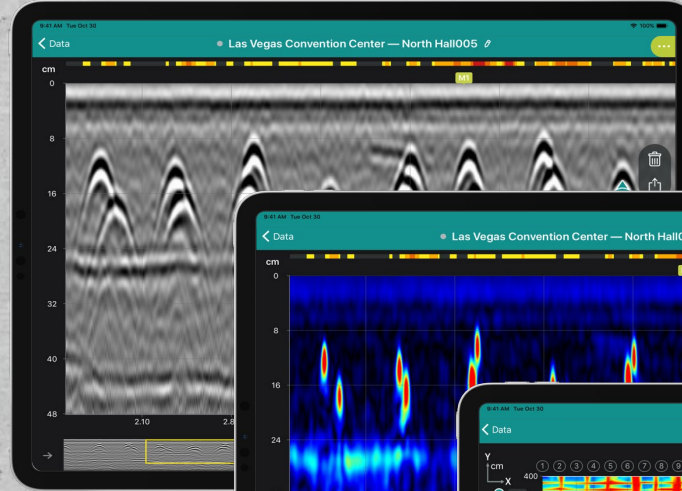 9:41 AM Tue Oct 30
100%
Data
Las Vegas Convention Center — North Hall005
cm
M1
0
8
16
24
32
40
48
2.10
2.8
9:41 AM Tue Oct 30
Data
Las Vegas Convention Center — North Hall
cm
0
8
16
24
9:41 AM Tue Oct 30
Data
Y
cm
X
400
1 2 3 4 5 6 7 8 9